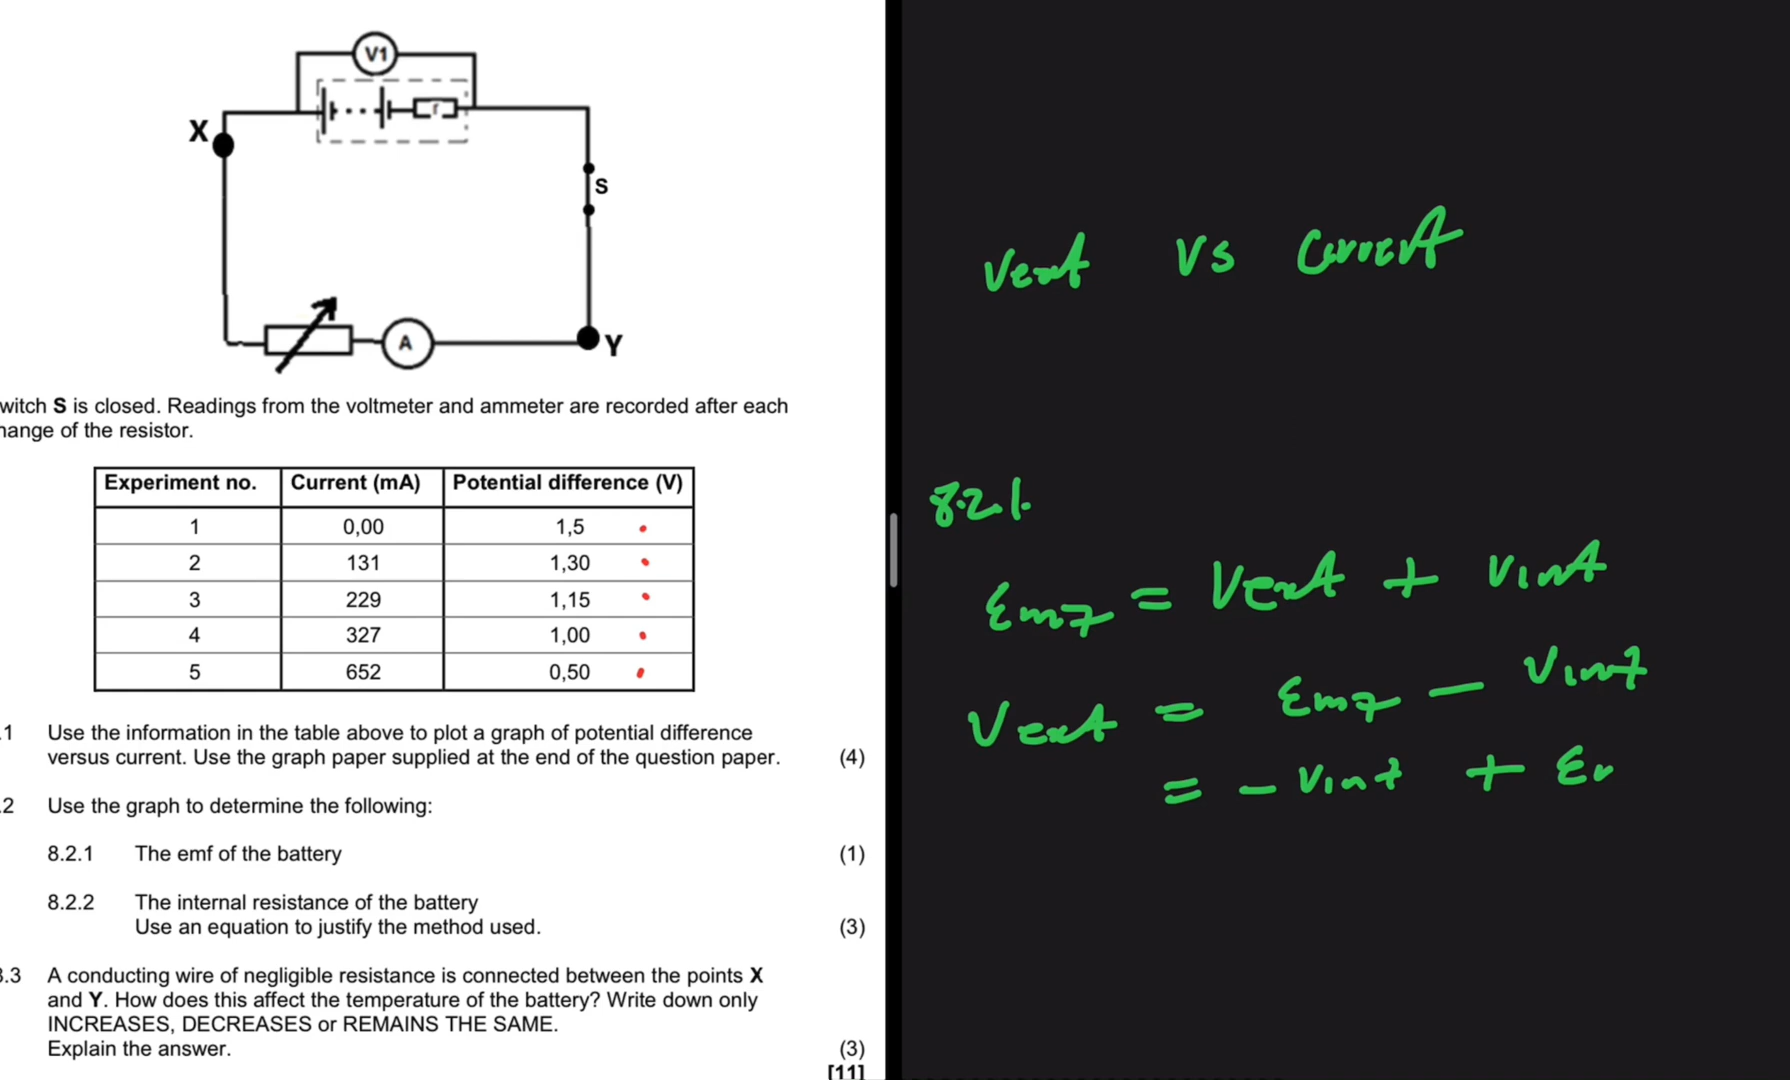 V1
r
X
S
A
Y
witch S is closed. Readings from the voltmeter and ammeter are recorded after each
hange of the resistor.
Experiment no. Current (mA) Potential difference (V)
1 0,00 1,5
2 131 1,30
3 229 1,15
4 327 1,00
5 652 0,50
.1 Use the information in the table above to plot a graph of potential difference
versus current. Use the graph paper supplied at the end of the question paper. (4)
.2 Use the graph to determine the following:
8.2.1 The emf of the battery (1)
8.2.2 The internal resistance of the battery
Use an equation to justify the method used. (3)
8.3 A conducting wire of negligible resistance is connected between the points X
and Y. How does this affect the temperature of the battery? Write down only
INCREASES, DECREASES or REMAINS THE SAME.
Explain the answer. (3)
[11]
Vext vs Current
8.2.1.
Emf = Vext + Vint
Vext = Emf - Vint
= - Vint +